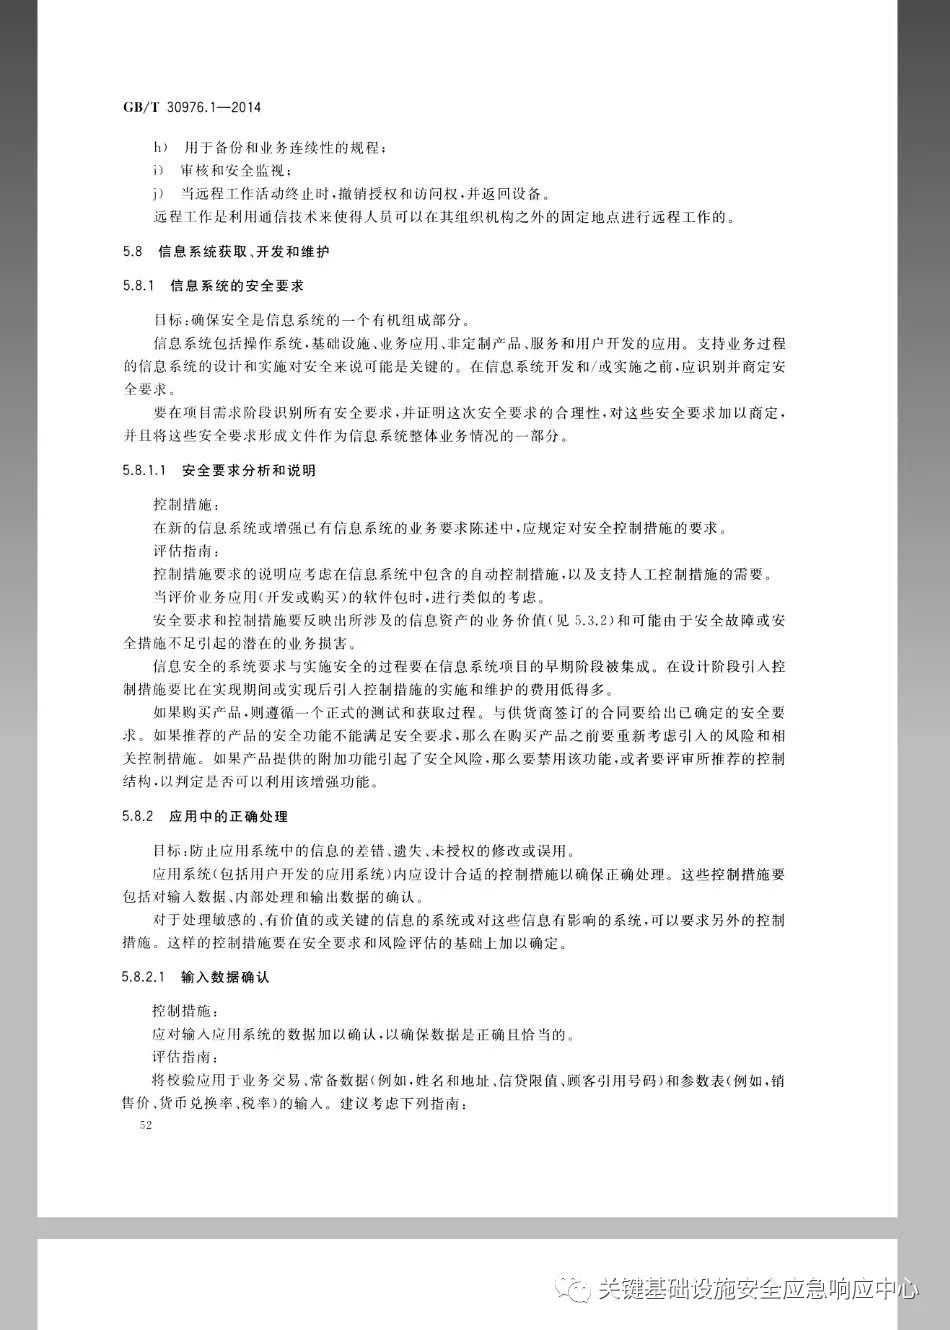 GB/T 30976.1—2014
h) 用于备份和业务连续性的规程;
i) 审核和安全监视;
j) 当远程工作活动终止时,撤销授权和访问权,并返回设备。
远程工作是利用通信技术来使得人员可以在其组织机构之外的固定地点进行远程工作的。
5.8 信息系统获取、开发和维护
5.8.1 信息系统的安全要求
目标:确保安全是信息系统的一个有机组成部分。
信息系统包括操作系统,基础设施、业务应用、非定制产品、服务和用户开发的应用。支持业务过程
的信息系统的设计和实施对安全来说可能是关键的。在信息系统开发和/或实施之前,应识别并商定安
全要求。
要在项目需求阶段识别所有安全要求,并证明这次安全要求的合理性,对这些安全要求加以商定,
并且将这些安全要求形成文件作为信息系统整体业务情况的一部分。
5.8.1.1 安全要求分析和说明
控制措施:
在新的信息系统或增强已有信息系统的业务要求陈述中,应规定对安全控制措施的要求。
评估指南:
控制措施要求的说明应考虑在信息系统中包含的自动控制措施,以及支持人工控制措施的需要。
当评价业务应用(开发或购买)的软件包时,进行类似的考虑。
安全要求和控制措施要反映出所涉及的信息资产的业务价值(见 5.3.2)和可能由于安全故障或安
全措施不足引起的潜在的业务损害。
信息安全的系统要求与实施安全的过程要在信息系统项目的早期阶段被集成。在设计阶段引入控
制措施要比在实现期间或实现后引入控制措施的实施和维护的费用低得多。
如果购买产品,则遵循一个正式的测试和获取过程。与供货商签订的合同要给出已确定的安全要
求。如果推荐的产品的安全功能不能满足安全要求,那么在购买产品之前要重新考虑引入的风险和相
关控制措施。如果产品提供的附加功能引起了安全风险,那么要禁用该功能,或者要评审所推荐的控制
结构,以判定是否可以利用该增强功能。
5.8.2 应用中的正确处理
目标:防止应用系统中的信息的差错、遗失、未授权的修改或误用。
应用系统(包括用户开发的应用系统)内应设计合适的控制措施以确保正确处理。这些控制措施要
包括对输入数据、内部处理和输出数据的确认。
对于处理敏感的、有价值的或关键的信息的系统或对这些信息有影响的系统,可以要求另外的控制
措施。这样的控制措施要在安全要求和风险评估的基础上加以确定。
5.8.2.1 输入数据确认
控制措施:
应对输入应用系统的数据加以确认,以确保数据是正确且恰当的。
评估指南:
将校验应用于业务交易、常备数据(例如,姓名和地址、信贷限值、顾客引用号码)和参数表(例如,销
售价、货币兑换率、税率)的输入。建议考虑下列指南:
52
关键基础设施安全应急响应中心